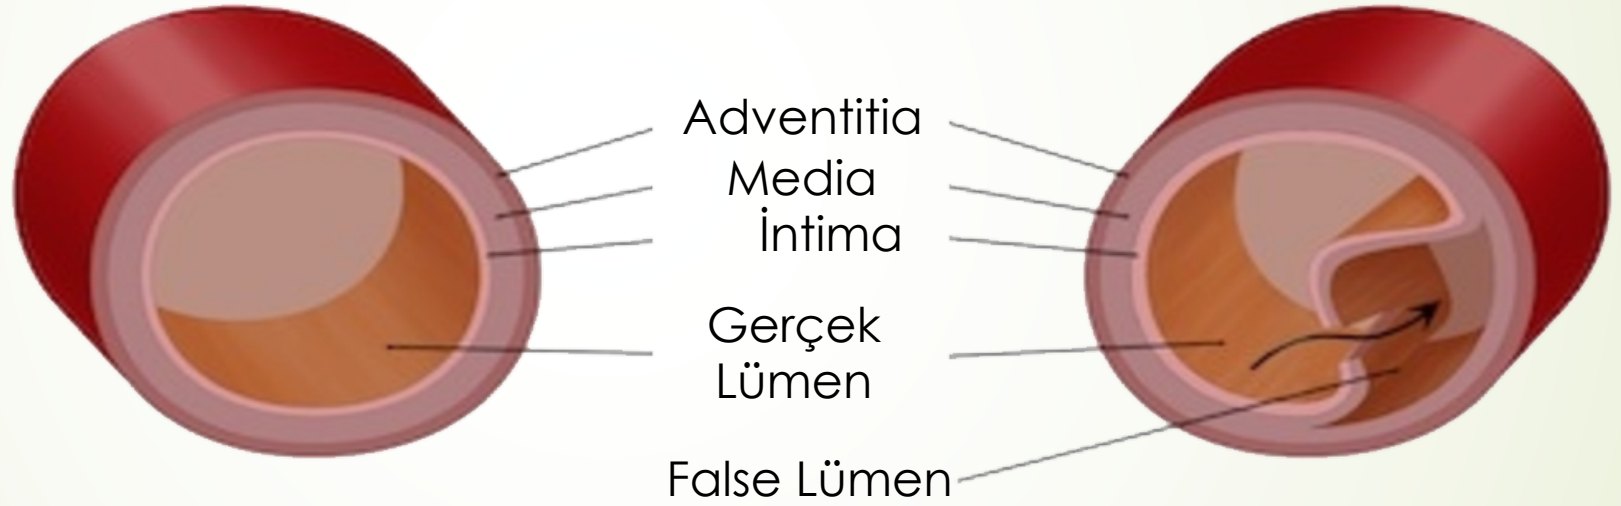 Adventitia
Media
İntima
Gerçek
Lümen
False Lümen